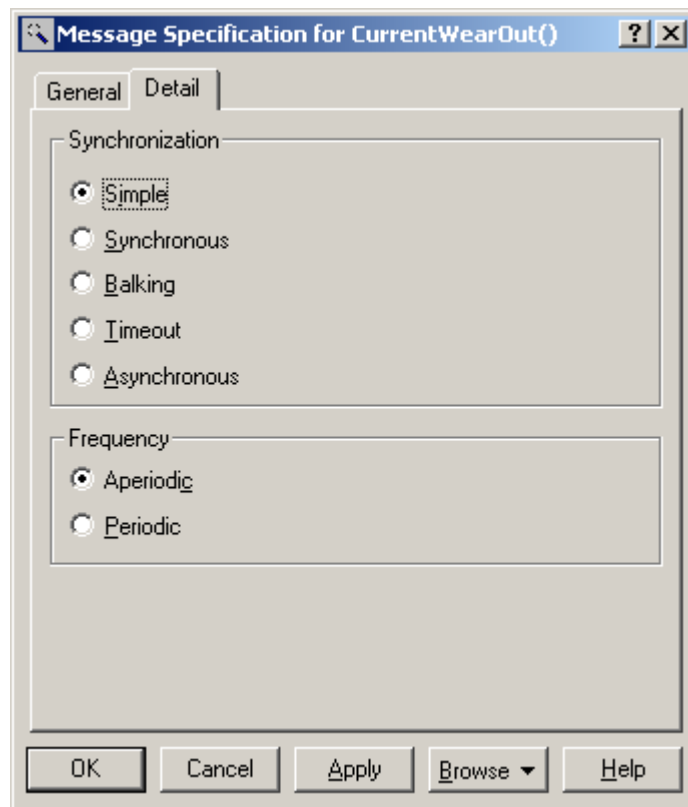 Message Specification for CurrentWearOut()
General Detail
Synchronization
Simple
Synchronous
Balking
Timeout
Asynchronous
Frequency
Aperiodic
Periodic
OK Cancel Apply Browse Help